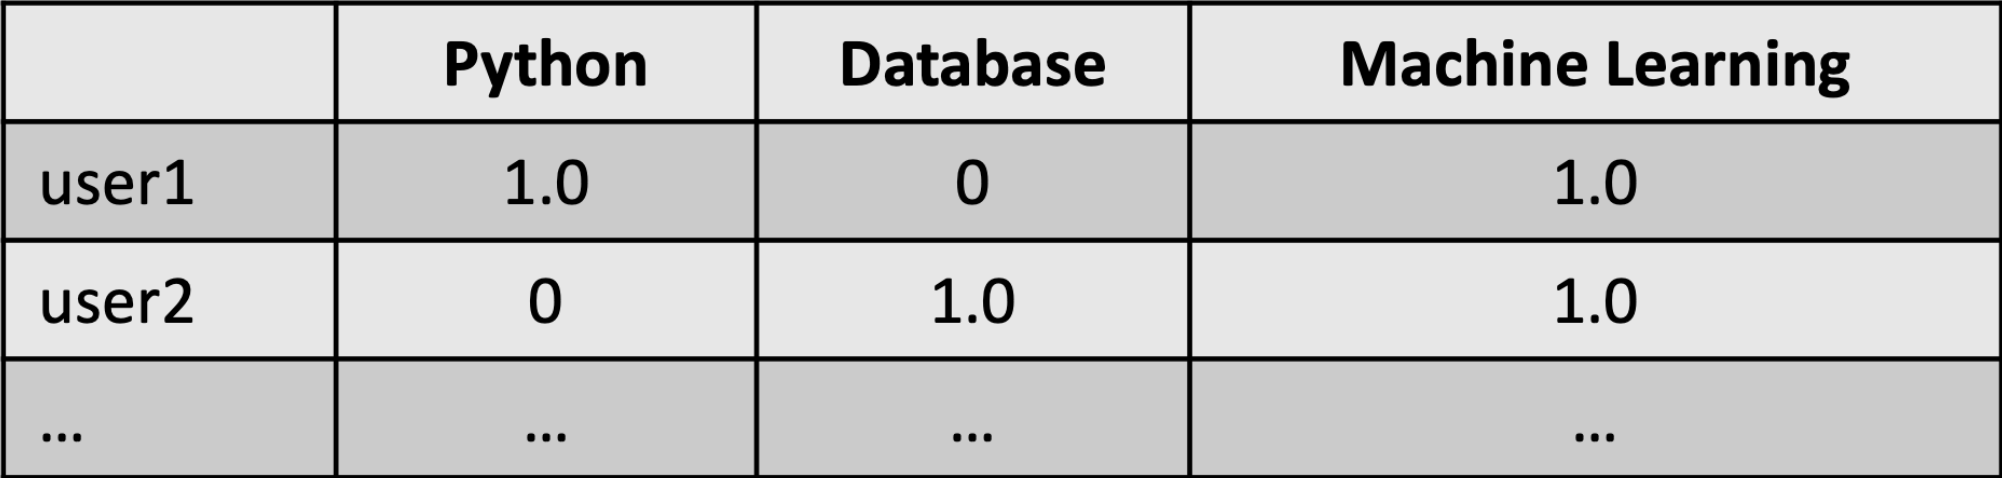 Python Database Machine Learning
user1 1.0 0 1.0
user2 0 1.0 1.0
... ... ... ...